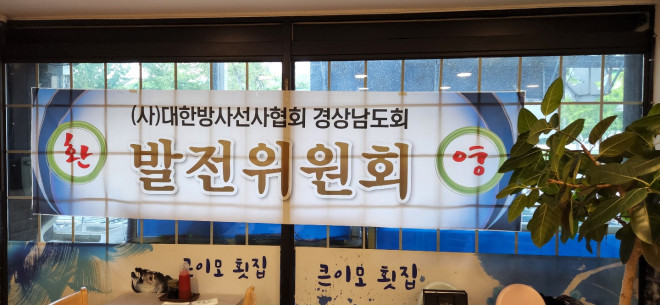 (사)대한방사선사협회 경상남도회
환 발전위원회 영
큰이모 횟집 큰이모 횟집